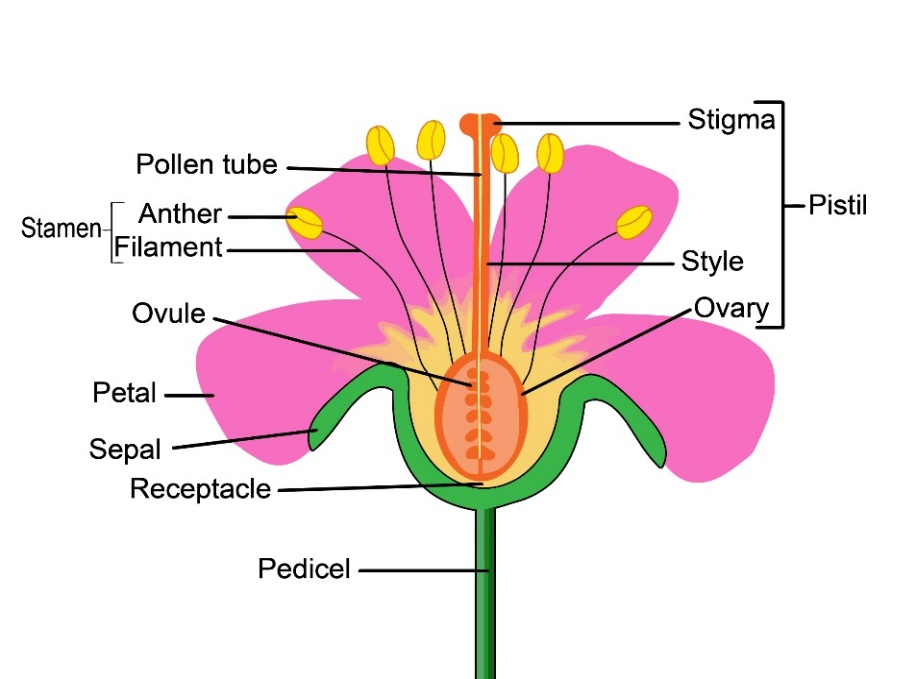 Stigma
Pollen tube
Pistil
Anther
Stamen
Filament
Style
Ovule
Ovary
Petal
Sepal
Receptacle
Pedicel